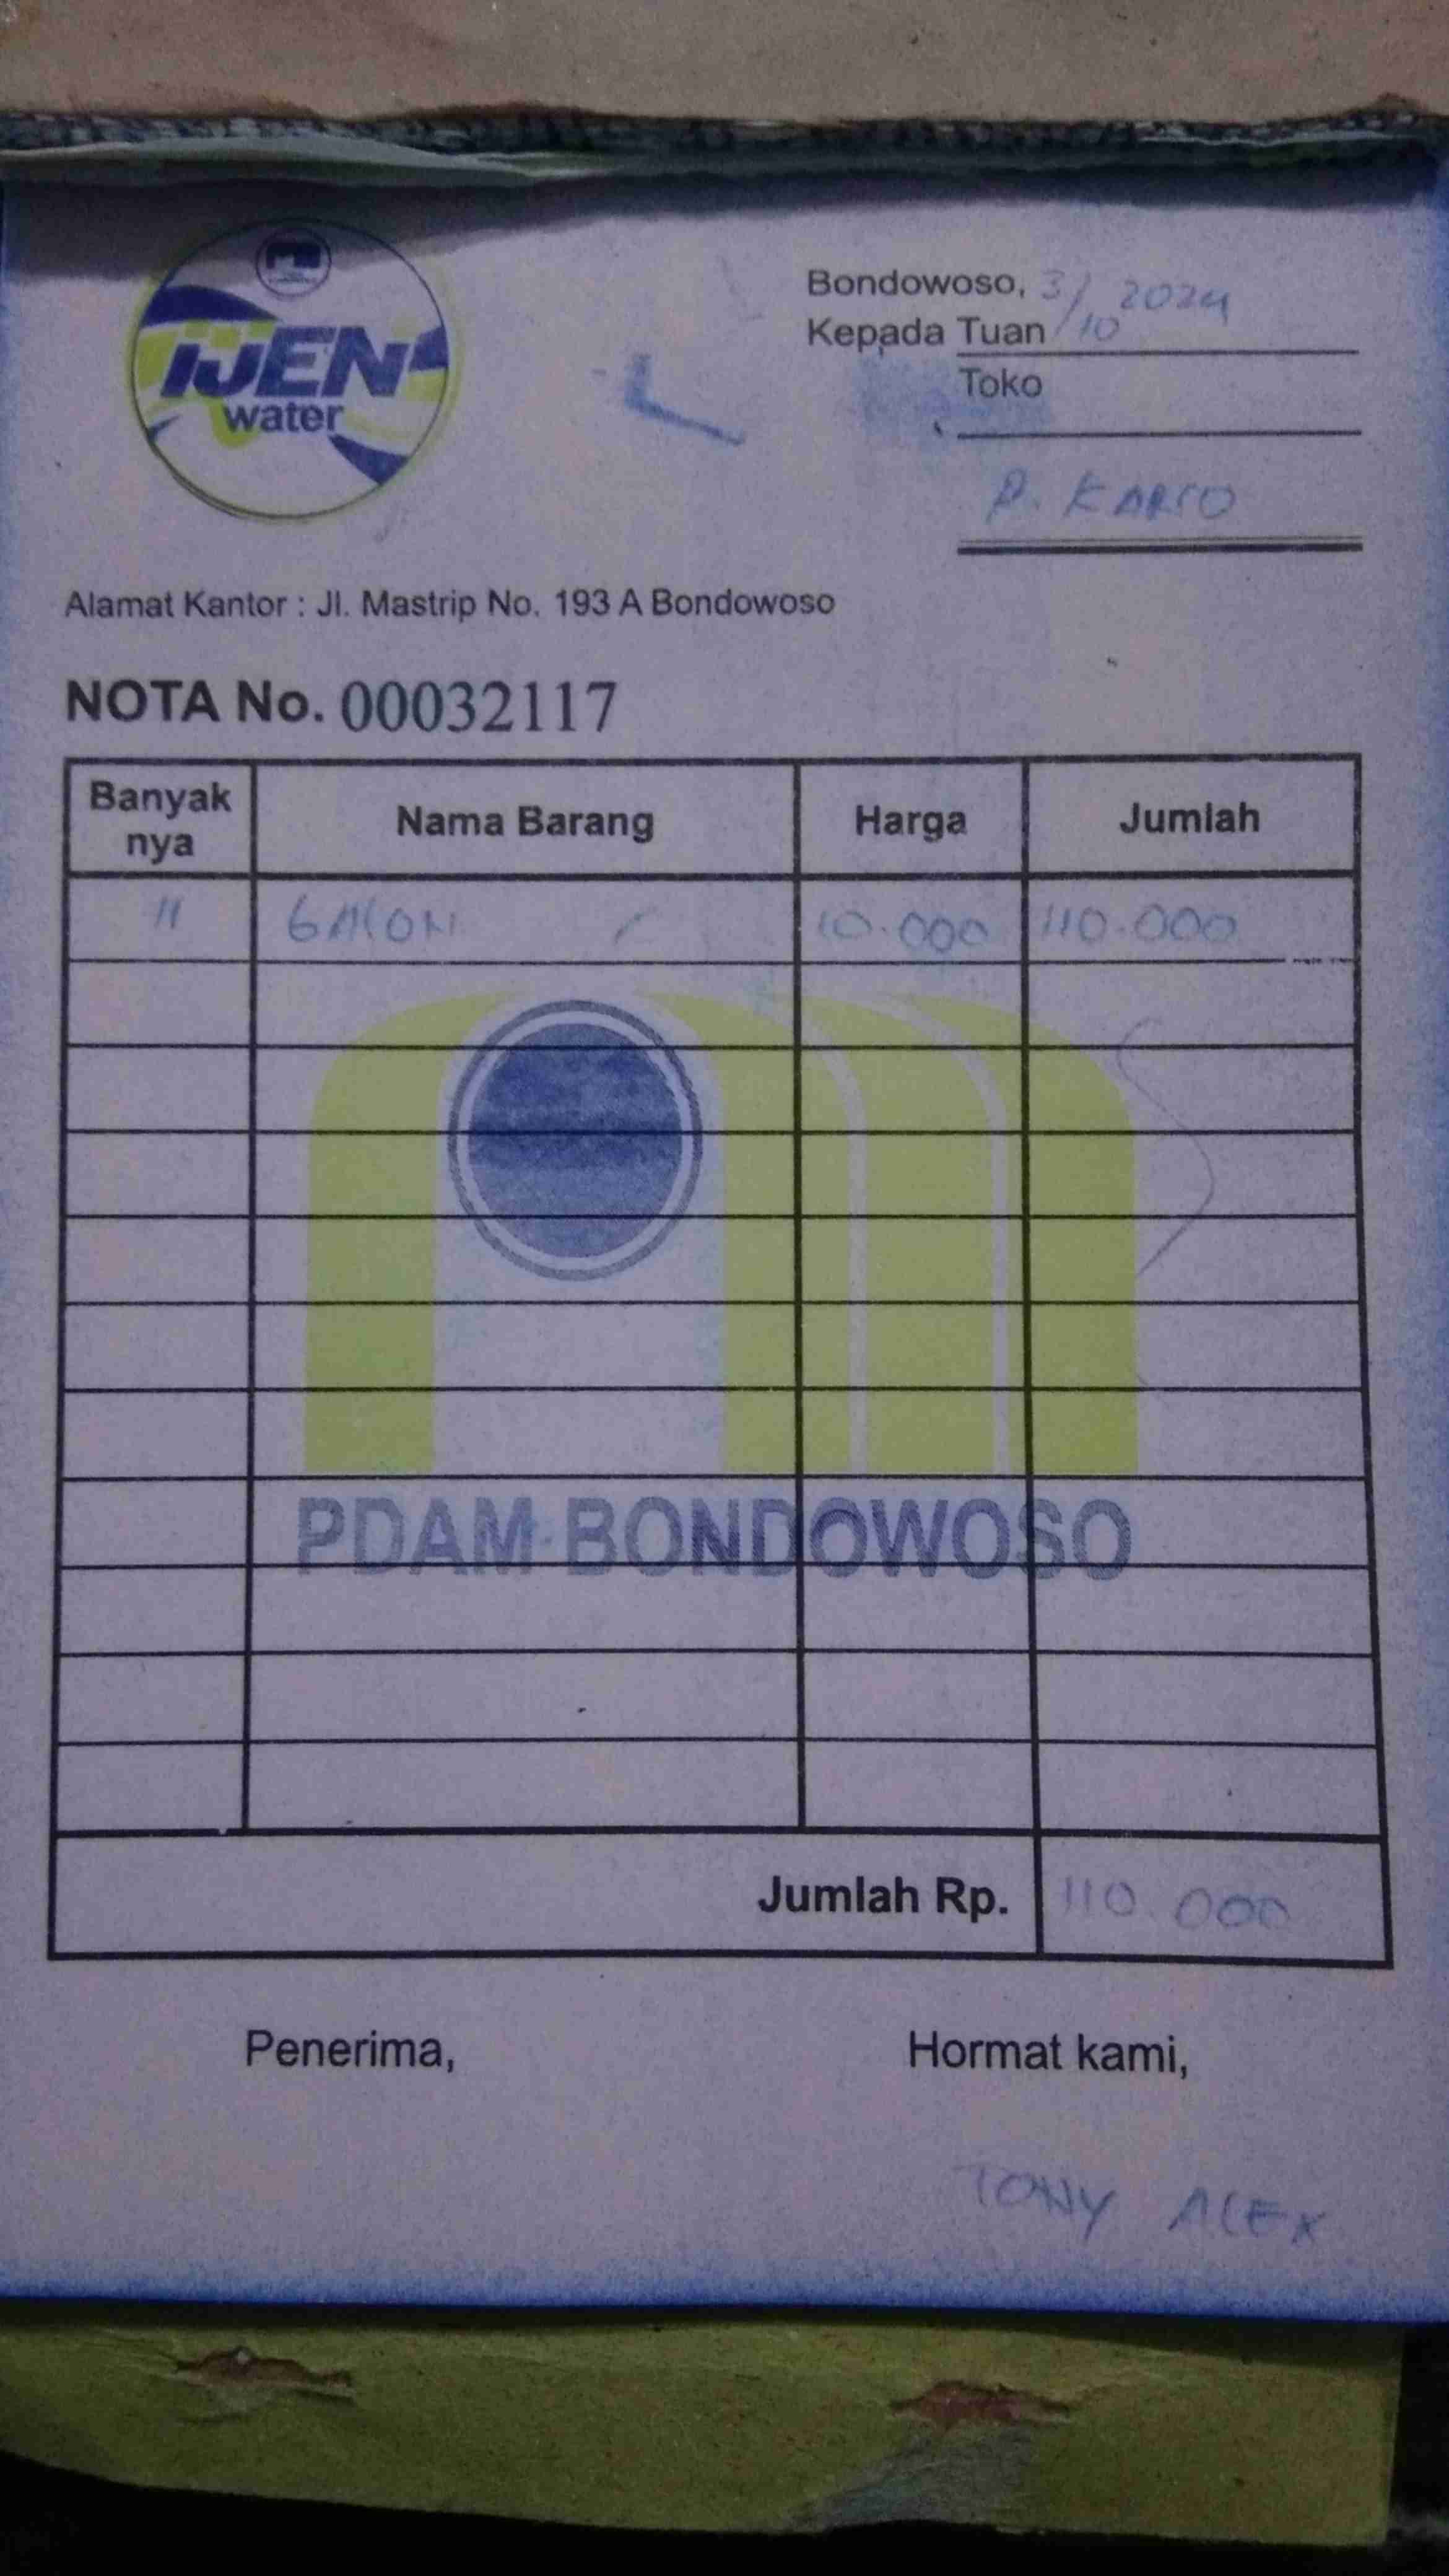 IJEN
water
Bondowoso, 3/10 2024
Kepada Tuan
Toko
P. KARTO
Alamat Kantor : Jl. Mastrip No. 193 A Bondowoso
NOTA No. 00032117
Banyak nya Nama Barang Harga Jumlah
11 GALON 10.000 110.000
PDAM BONDOWOSO
Jumlah Rp. 110.000
Penerima, Hormat kami,
TONY ALEX